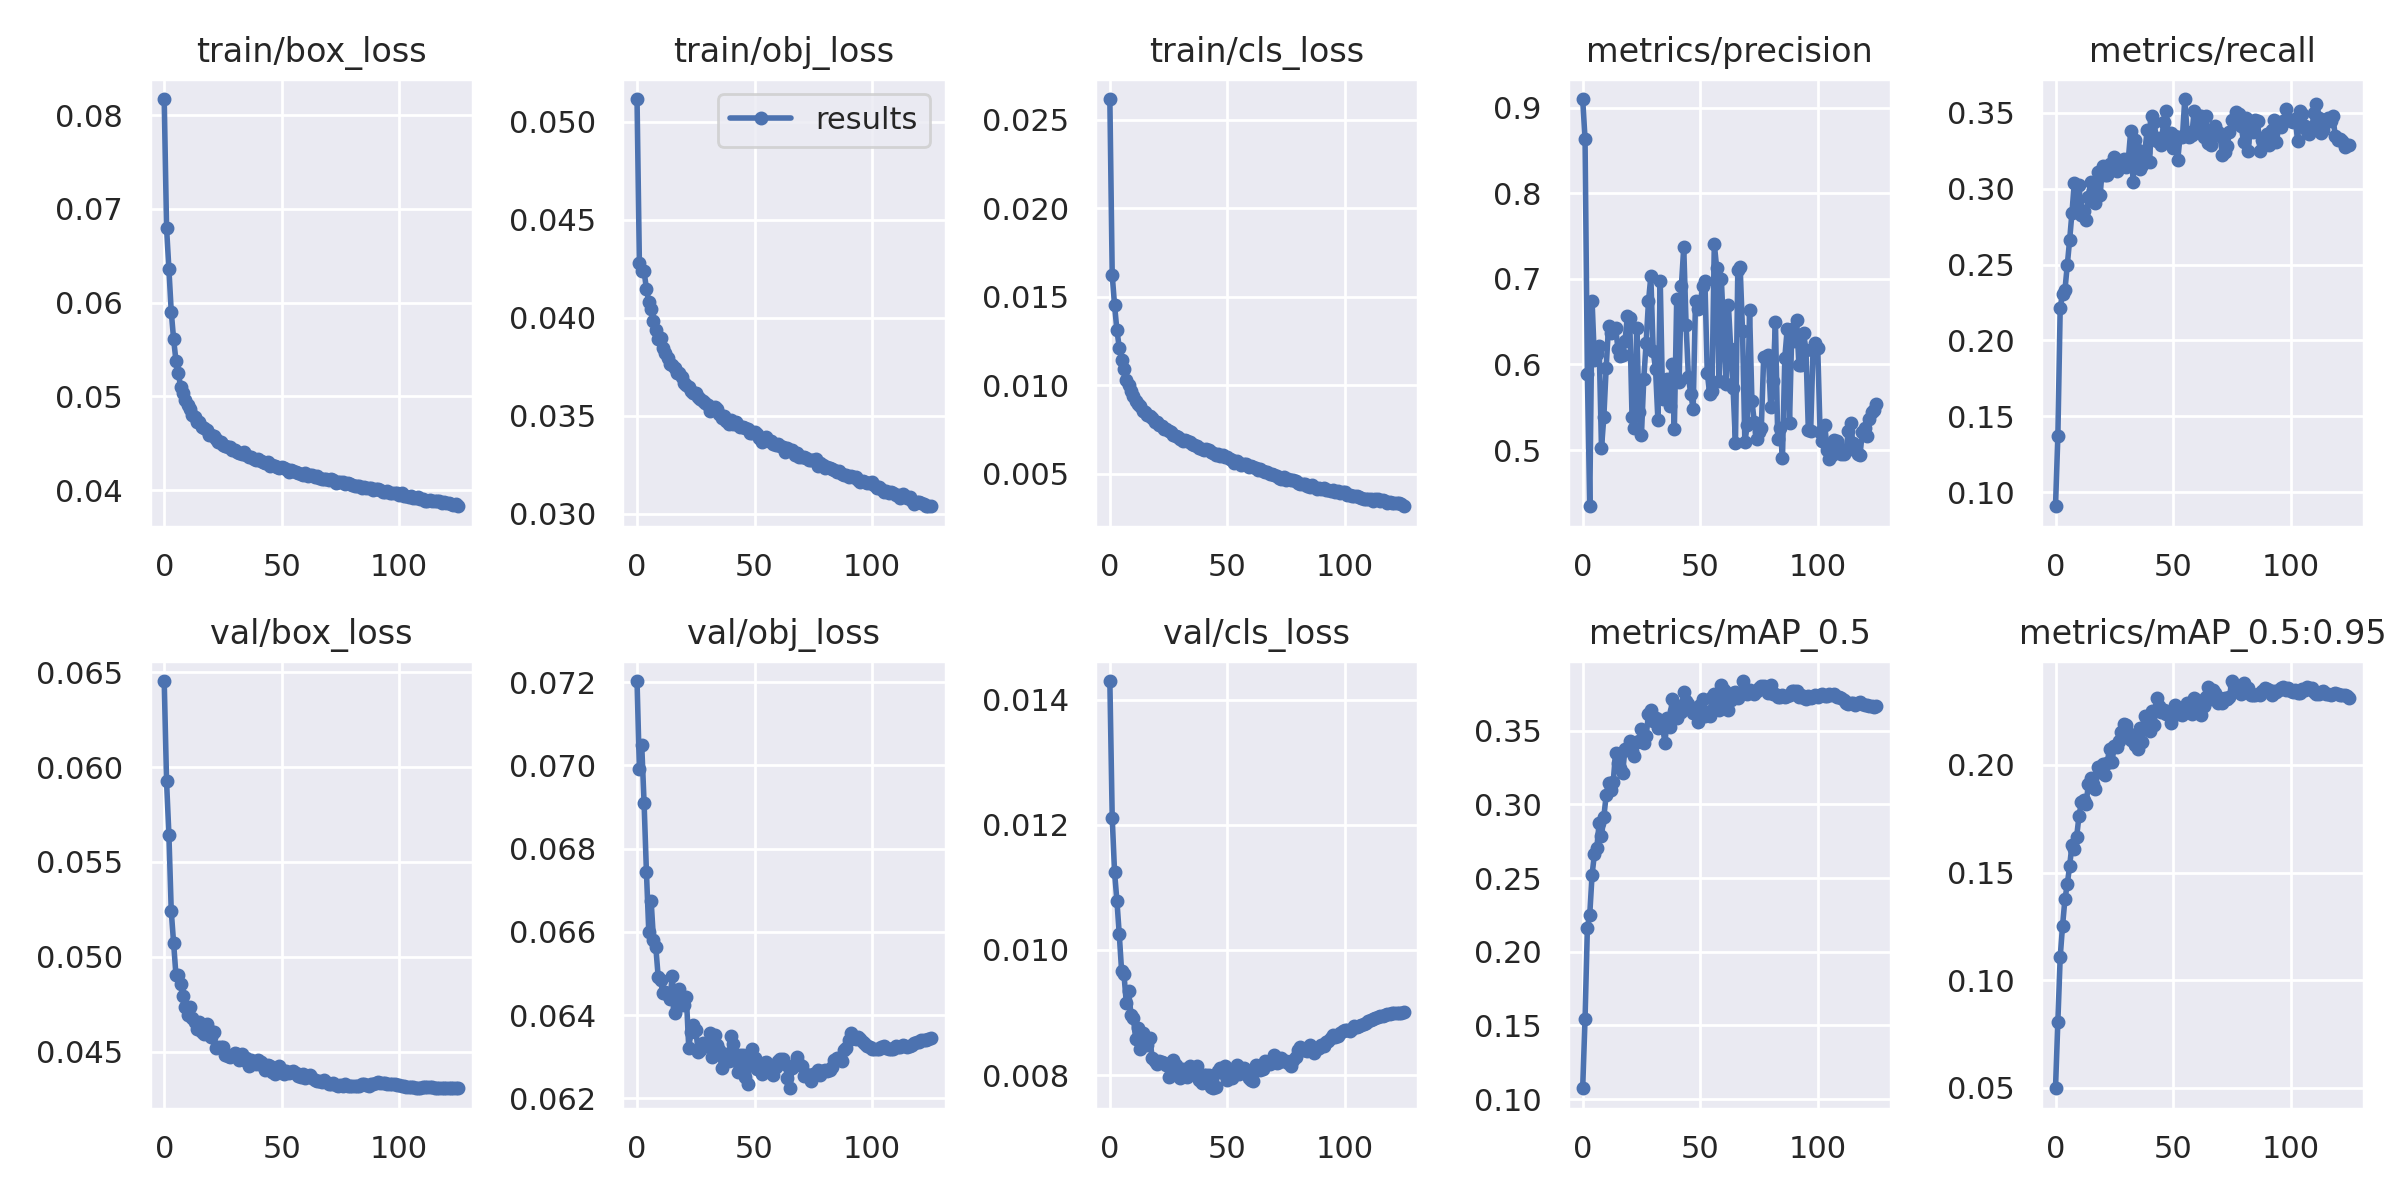 train/box_loss
0.08
0.07
0.06
0.05
0.04
0 50 100
train/obj_loss
results
0.050
0.045
0.040
0.035
0.030
0 50 100
train/cls_loss
0.025
0.020
0.015
0.010
0.005
0 50 100
metrics/precision
0.9
0.8
0.7
0.6
0.5
0 50 100
metrics/recall
0.35
0.30
0.25
0.20
0.15
0.10
0 50 100
val/box_loss
0.065
0.060
0.055
0.050
0.045
0 50 100
val/obj_loss
0.072
0.070
0.068
0.066
0.064
0.062
0 50 100
val/cls_loss
0.014
0.012
0.010
0.008
0 50 100
metrics/mAP_0.5
0.35
0.30
0.25
0.20
0.15
0.10
0 50 100
metrics/mAP_0.5:0.95
0.20
0.15
0.10
0.05
0 50 100